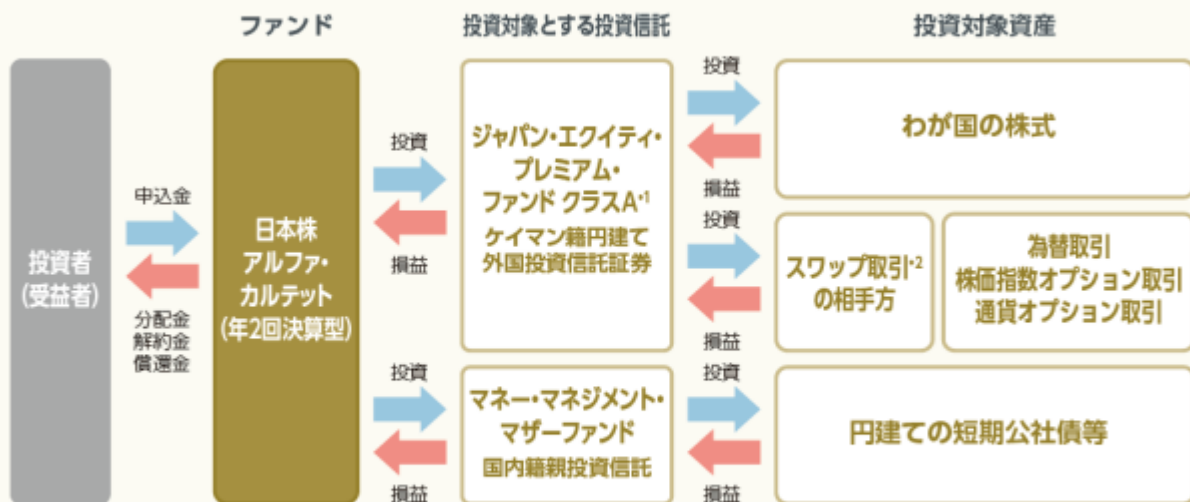 ファンド
投資対象とする投資信託
投資対象資産
投資者
(受益者)
申込金
分配金
解約金
償還金
日本株
アルファ・
カルテット
(年2回決算型)
投資
損益
ジャパン・エクイティ・
プレミアム・
ファンド クラスA*1
ケイマン籍円建て
外国投資信託証券
投資
損益
わが国の株式
投資
損益
スワップ取引*2
の相手方
為替取引
株価指数オプション取引
通貨オプション取引
投資
損益
マネー・マネジメント・
マザーファンド
国内籍親投資信託
投資
損益
円建ての短期公社債等